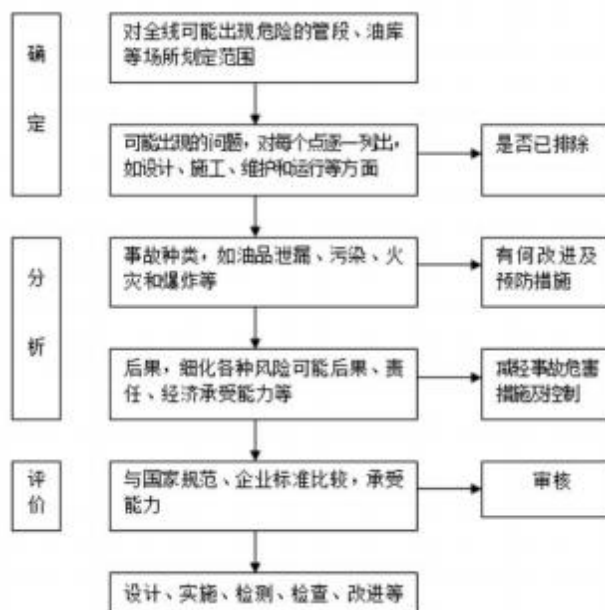 确
定
对全线可能出现危险的管段、油库
等场所划定范围
可能出现的问题，对每个点逐一列出，
如设计、施工、维护和运行等方面
是否已排除
分
析
事故种类，如油品泄漏、污染、火
灾和爆炸等
有何改进及
预防措施
后果，细化各种风险可能后果、责
任、经济承受能力等
减轻事故危害
措施及控制
评
价
与国家规范、企业标准比较，承受
能力
审核
设计、实施、检测、检查、改进等